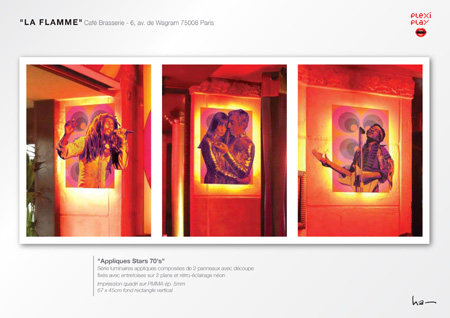 "LA FLAMME" Café Brasserie - 6, av. de Wagram 75008 Paris
PLEXI
PLAY
"Appliques Stars 70's"
Série luminaires appliques composées de 2 panneaux avec découpe
fixés avec entretoises sur 2 plans et rétro-éclairage néon
Impression quadri sur PMMA ép. 5mm
67 x 45cm fond rectangle vertical